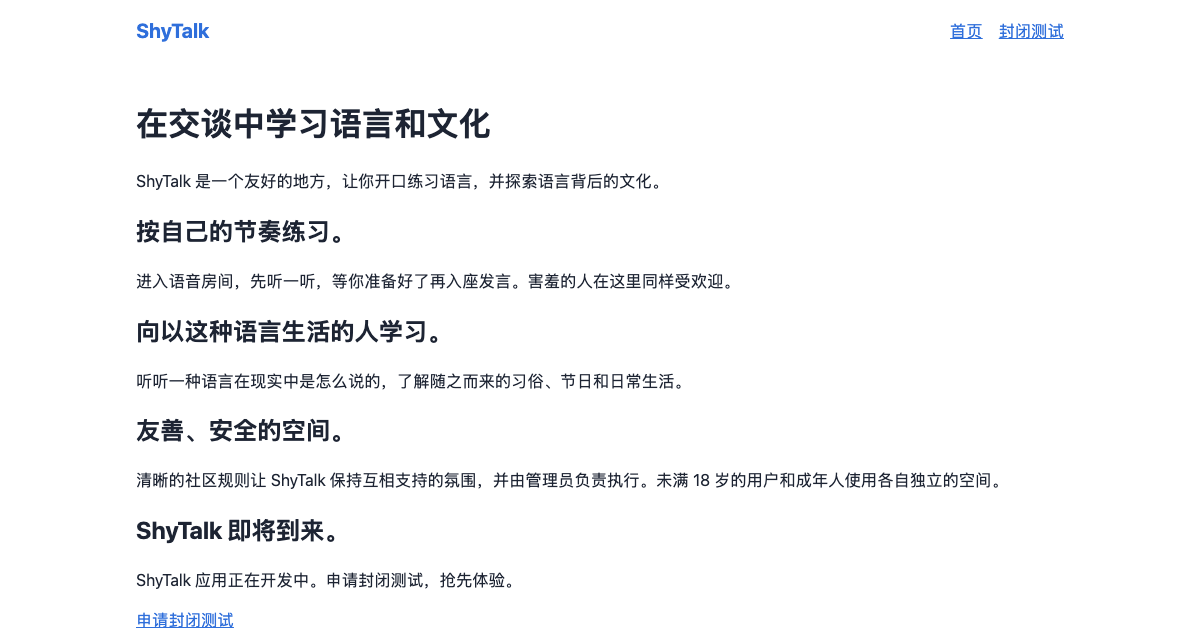 ShyTalk
首页 封闭测试
在交谈中学习语言和文化
ShyTalk 是一个友好的地方，让你开口练习语言，并探索语言背后的文化。
按自己的节奏练习。
进入语音房间，先听一听，等你准备好了再入座发言。害羞的人在这里同样受欢迎。
向以这种语言生活的人学习。
听听一种语言在现实中是怎么说的，了解随之而来的习俗、节日和日常生活。
友善、安全的空间。
清晰的社区规则让 ShyTalk 保持互相支持的氛围，并由管理员负责执行。未满 18 岁的用户和成年人使用各自独立的空间。
ShyTalk 即将到来。
ShyTalk 应用正在开发中。申请封闭测试，抢先体验。
申请封闭测试